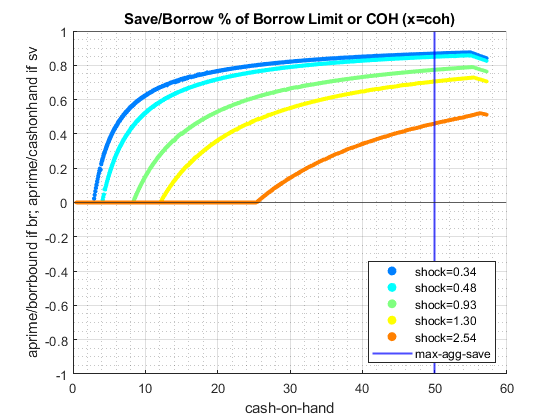 Save/Borrow % of Borrow Limit or COH (x=coh)
aprime/borrbound if br; aprime/cashonhand if sv
1
0.8
0.6
0.4
0.2
0
-0.2
-0.4
-0.6
-0.8
-1
shock=0.34
shock=0.48
shock=0.93
shock=1.30
shock=2.54
max-agg-save
0 10 20 30 40 50 60
cash-on-hand